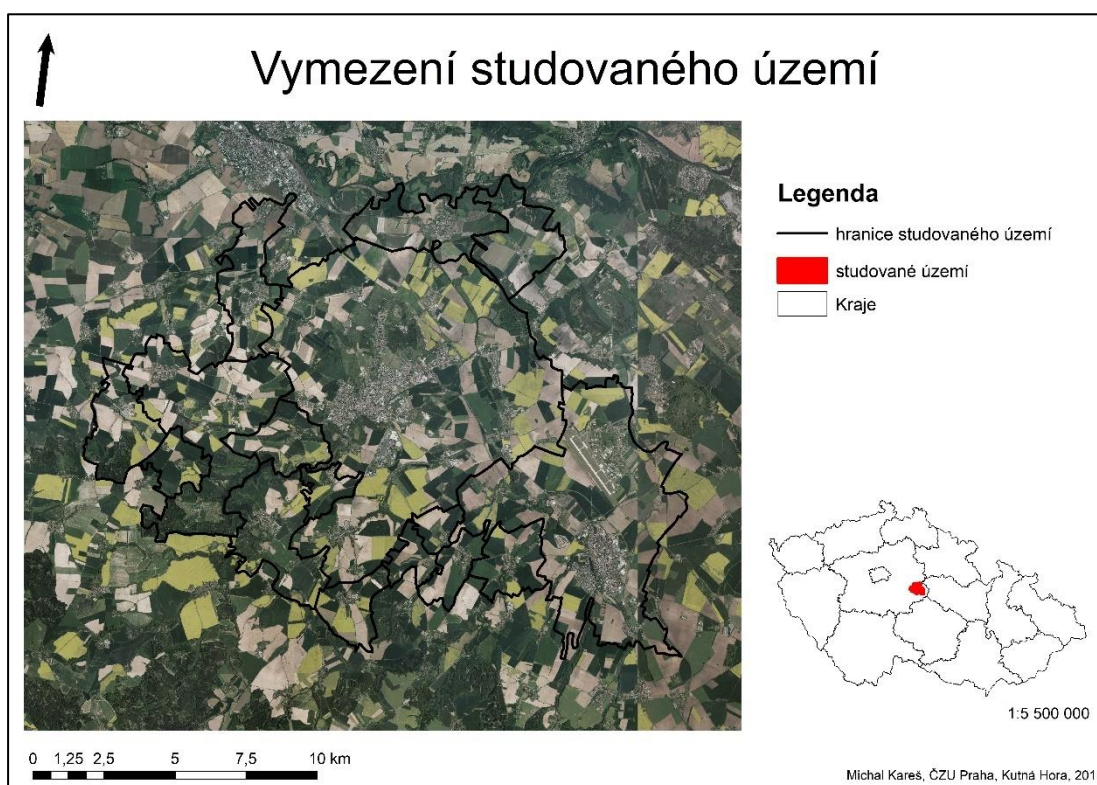 Vymezení studovaného území
Legenda
hranice studovaného území
studované území
Kraje
1:5 500 000
0 1,25 2,5 5 7,5 10 km
Michal Kareš, ČZU Praha, Kutná Hora, 201